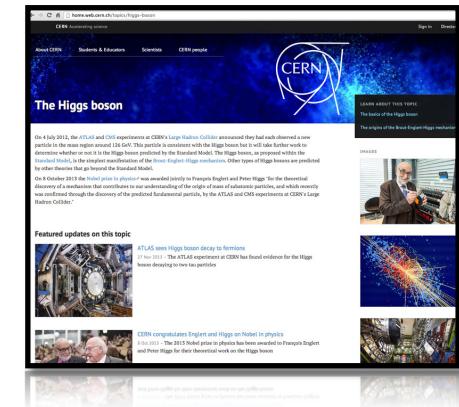 home.web.cern.ch/topics/higgs-boson
CERN Accelerating science
Sign in Director
About CERN Students & Educators Scientists CERN people
CERN
The Higgs boson
LEARN ABOUT THIS TOPIC
The basics of the Higgs boson
The origins of the Brout-Englert-Higgs mechanism
On 4 July 2012, the ATLAS and CMS experiments at CERN's Large Hadron Collider announced they had each observed a new
particle in the mass region around 126 GeV. This particle is consistent with the Higgs boson but it will take further work to
determine whether or not it is the Higgs boson predicted by the Standard Model. The Higgs boson, as proposed within the
Standard Model, is the simplest manifestation of the Brout-Englert-Higgs mechanism. Other types of Higgs bosons are predicted
by other theories that go beyond the Standard Model.
On 8 October 2013 the Nobel prize in physics was awarded jointly to François Englert and Peter Higgs "for the theoretical
discovery of a mechanism that contributes to our understanding of the origin of mass of subatomic particles, and which recently
was confirmed through the discovery of the predicted fundamental particle, by the ATLAS and CMS experiments at CERN's Large
Hadron Collider."
IMAGES
Featured updates on this topic
ATLAS sees Higgs boson decay to fermions
27 Nov 2013 – The ATLAS experiment at CERN has found evidence for the Higgs
boson decaying to two tau particles
CERN congratulates Englert and Higgs on Nobel in physics
8 Oct 2013 – The 2013 Nobel prize in physics has been awarded to François Englert
and Peter Higgs for their theoretical work on the Higgs boson